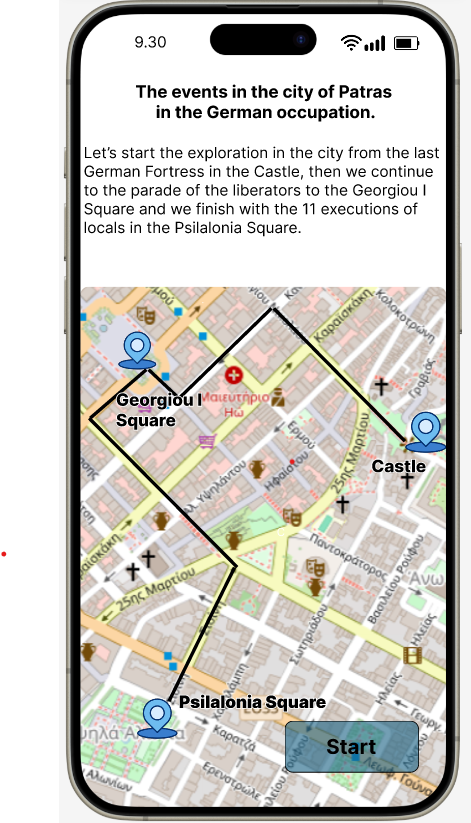 9.30
The events in the city of Patras
in the German occupation.
Let’s start the exploration in the city from the last
German Fortress in the Castle, then we continue
to the parade of the liberators to the Georgiou I
Square and we finish with the 11 executions of
locals in the Psilalonia Square.
Καραϊσκάκη
Κολοκοτρώνη
Γραβιάς
Μαιευτήριο
Ηώ
Georgiou I
Square
Ερμού
Castle
Ηφαίστου
25ης Μαρτίου
Υψηλάντου
Παντοκράτορος
Βασιλείου Ρούφου
Άνω
25ης Μαρτίου
Σωτηριάδου
Ηλείας
Psilalonia Square
Ηλείας
Γεωργ.
Καρατζά
Start
Αλωνίων
Γούνα